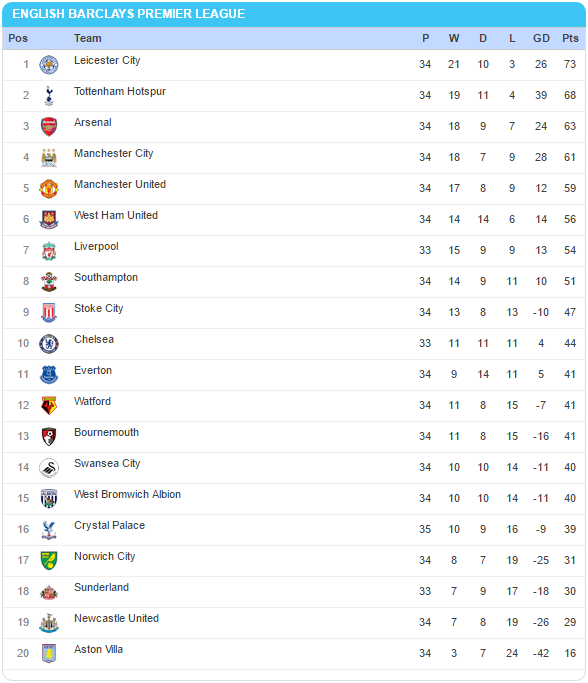 ENGLISH BARCLAYS PREMIER LEAGUE
Pos Team P W D L GD Pts
1 Leicester City 34 21 10 3 26 73
2 Tottenham Hotspur 34 19 11 4 39 68
3 Arsenal 34 18 9 7 24 63
4 Manchester City 34 18 7 9 28 61
5 Manchester United 34 17 8 9 12 59
6 West Ham United 34 14 14 6 14 56
7 Liverpool 33 15 9 9 13 54
8 Southampton 34 14 9 11 10 51
9 Stoke City 34 13 8 13 -10 47
10 Chelsea 33 11 11 11 4 44
11 Everton 34 9 14 11 5 41
12 Watford 34 11 8 15 -7 41
13 Bournemouth 34 11 8 15 -16 41
14 Swansea City 34 10 10 14 -11 40
15 West Bromwich Albion 34 10 10 14 -11 40
16 Crystal Palace 35 10 9 16 -9 39
17 Norwich City 34 8 7 19 -25 31
18 Sunderland 33 7 9 17 -18 30
19 Newcastle United 34 7 8 19 -26 29
20 Aston Villa 34 3 7 24 -42 16